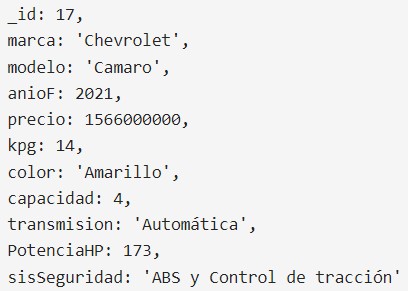 _id: 17,
marca: 'Chevrolet',
modelo: 'Camaro',
anioF: 2021,
precio: 1566000000,
kpg: 14,
color: 'Amarillo',
capacidad: 4,
transmision: 'Automática',
PotenciaHP: 173,
sisSeguridad: 'ABS y Control de tracción'